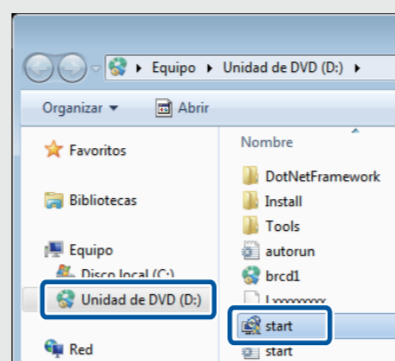 Equipo Unidad de DVD (D:)
Organizar Abrir
Favoritos
Bibliotecas
Equipo
Disco local (C:)
Unidad de DVD (D:)
Red
Nombre
DotNetFramework
Install
Tools
autorun
brcd1
start
start